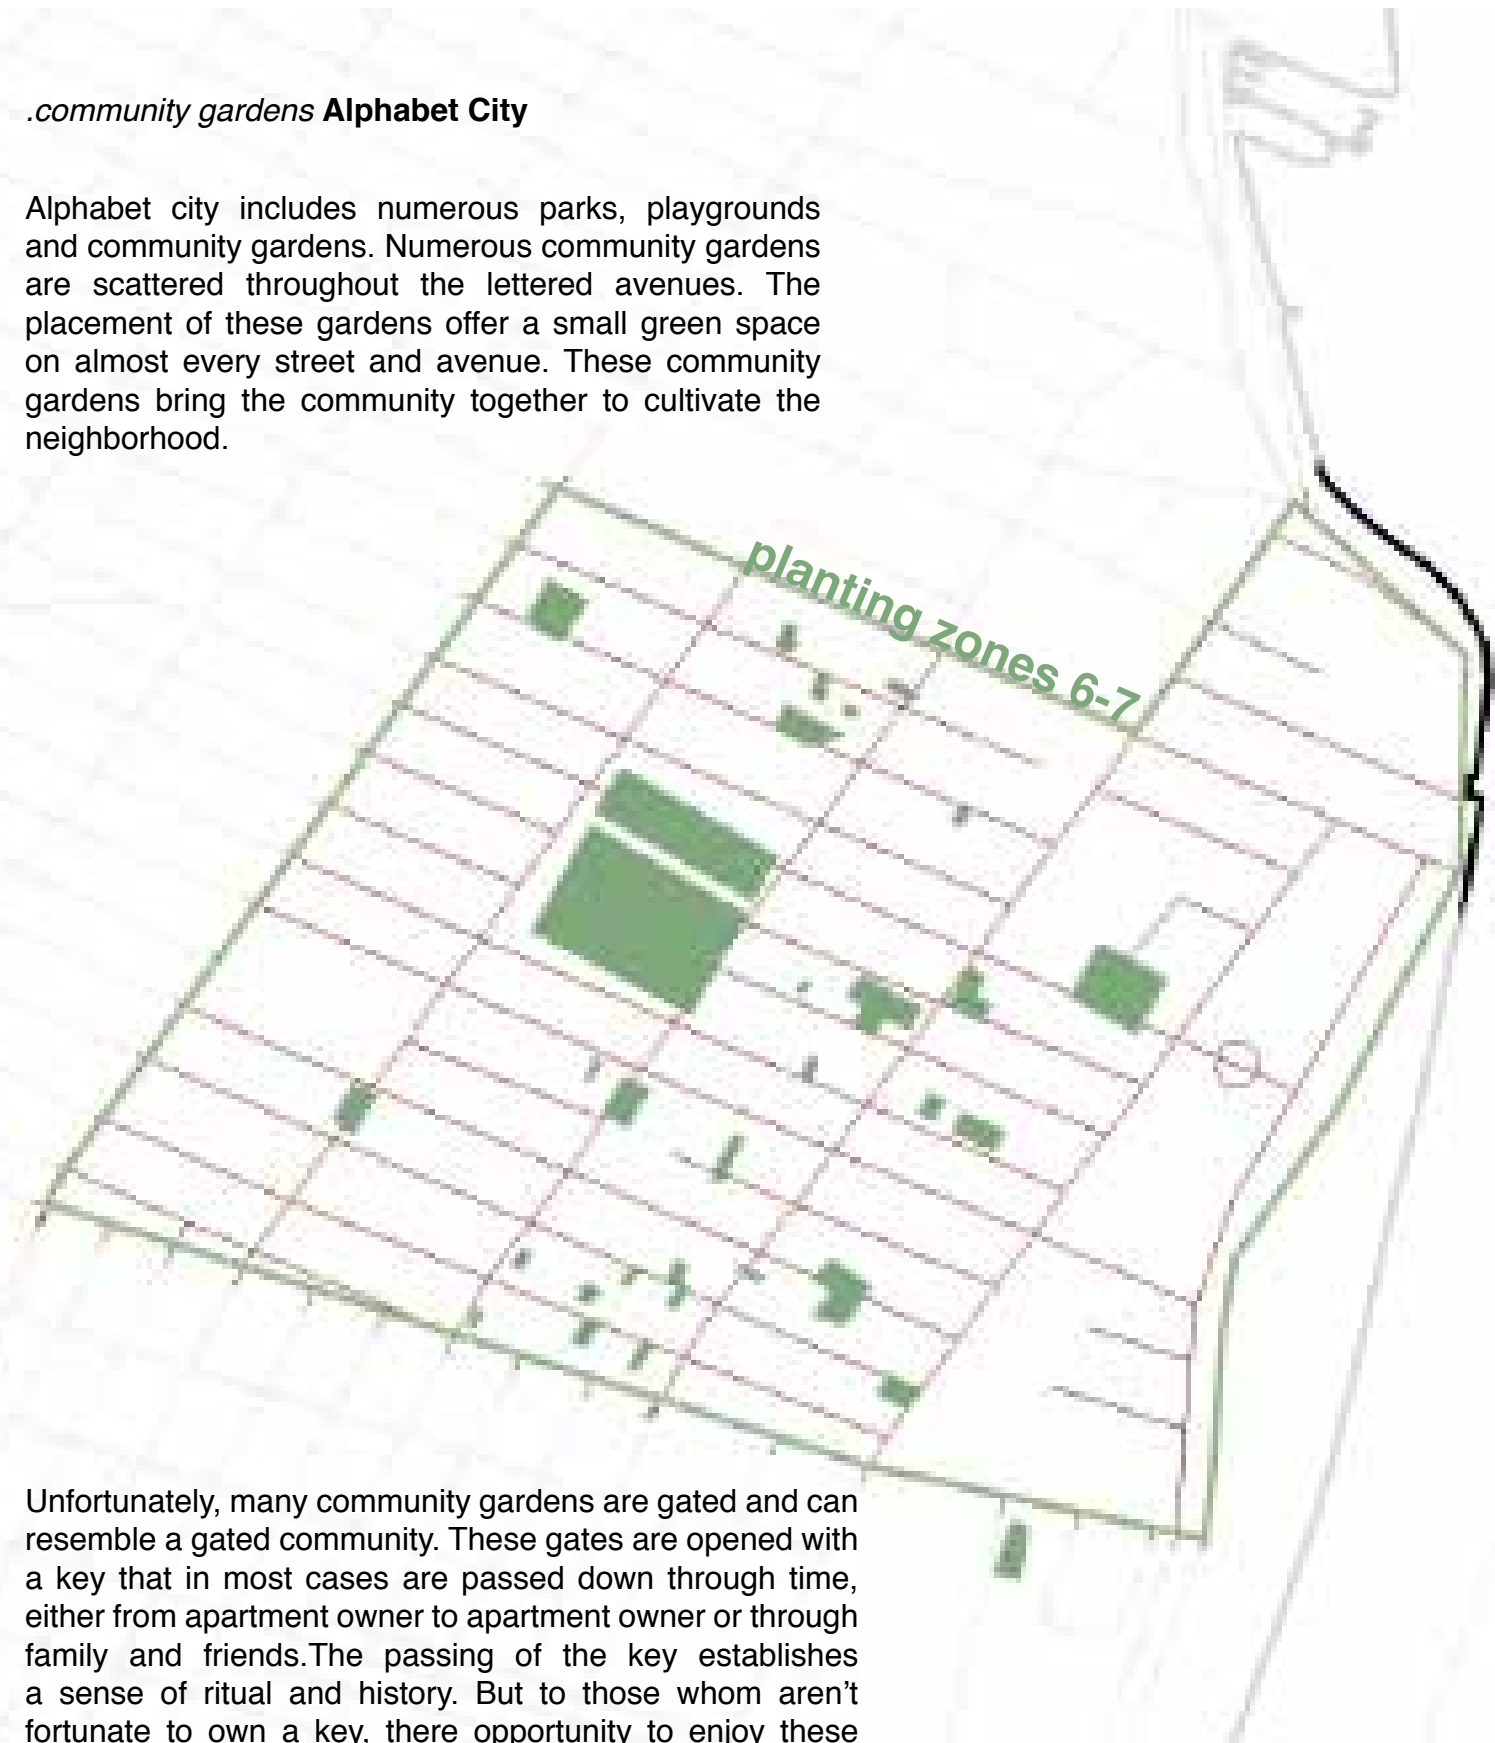 .community gardens Alphabet City
Alphabet city includes numerous parks, playgrounds
and community gardens. Numerous community gardens
are scattered throughout the lettered avenues. The
placement of these gardens offer a small green space
on almost every street and avenue. These community
gardens bring the community together to cultivate the
neighborhood.
planting zones 6-7
Unfortunately, many community gardens are gated and can
resemble a gated community. These gates are opened with
a key that in most cases are passed down through time,
either from apartment owner to apartment owner or through
family and friends.The passing of the key establishes
a sense of ritual and history. But to those whom aren't
fortunate to own a key, there opportunity to enjoy these